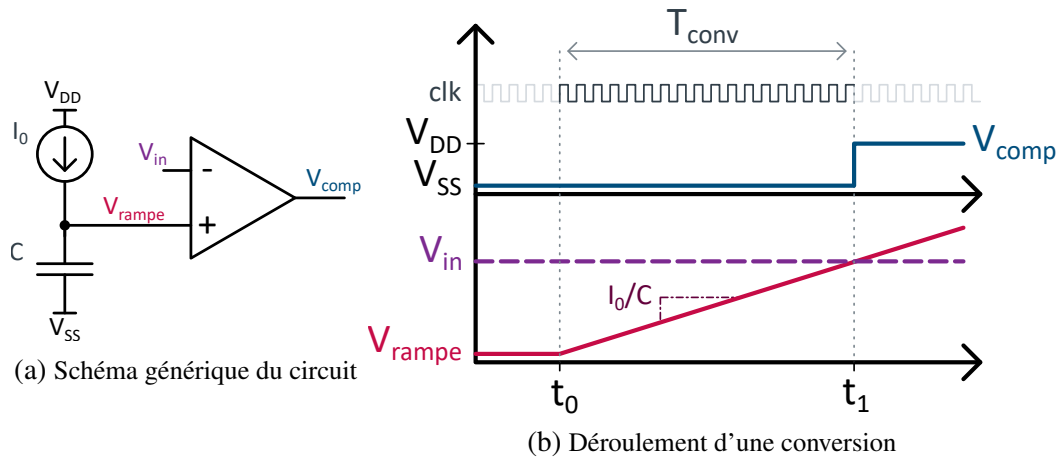 V_DD
I_0
V_in
-
V_comp
V_rampe
+
C
V_SS
(a) Schéma générique du circuit
T_conv
clk
V_DD
V_comp
V_SS
V_in
I_0/C
V_rampe
t_0
t_1
(b) Déroulement d'une conversion